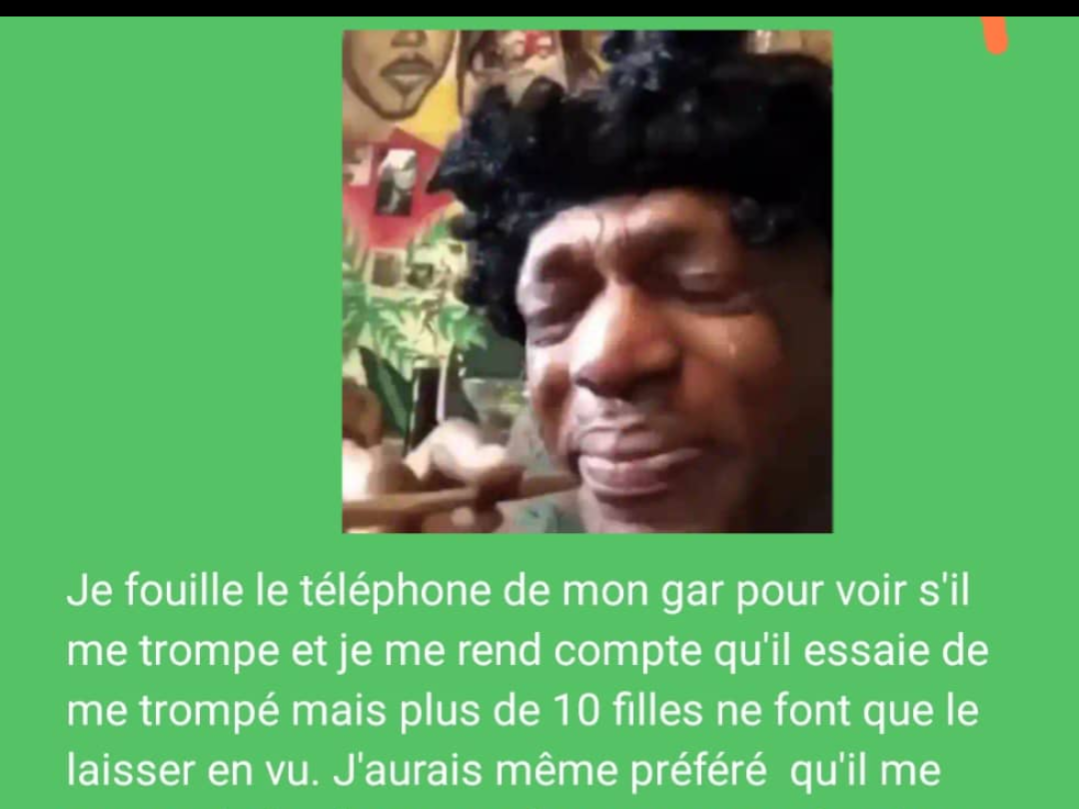 Je fouille le téléphone de mon gar pour voir s'il
me trompe et je me rend compte qu'il essaie de
me trompé mais plus de 10 filles ne font que le
laisser en vu. J'aurais même préféré  qu'il me